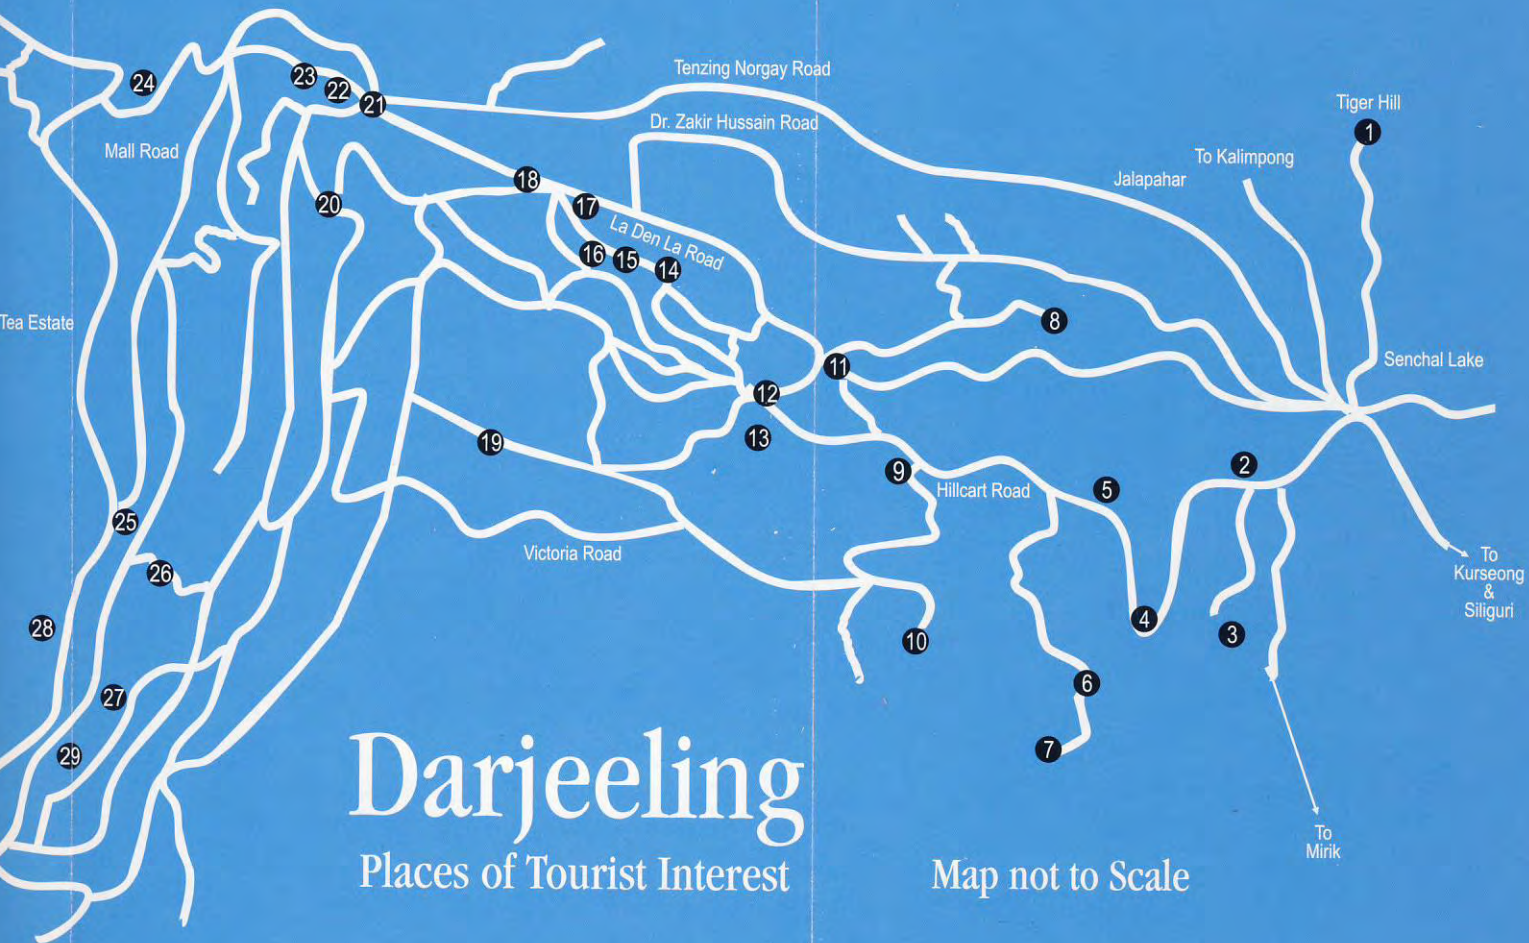 Tenzing Norgay Road
Tiger Hill
1
24
23
22
21
Dr. Zakir Hussain Road
Mall Road
To Kalimpong
Jalapahar
18
17
20
La Den La Road
16
15
14
Tea Estate
8
Senchal Lake
11
12
13
19
9
Hillcart Road
5
2
25
Victoria Road
26
To
Kurseong
&
Siliguri
28
10
4
3
27
6
29
7
Darjeeling
Places of Tourist Interest
Map not to Scale
To
Mirik